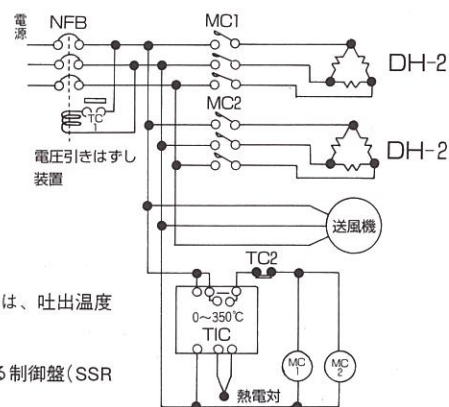 電源
NFB
MC1
DH-2
TC
1
電圧引きはずし
装置
MC2
DH-2
送風機
TC2
は、吐出温度
0～350℃
TIC
る制御盤(SSR
MC
1
MC
2
熱電対